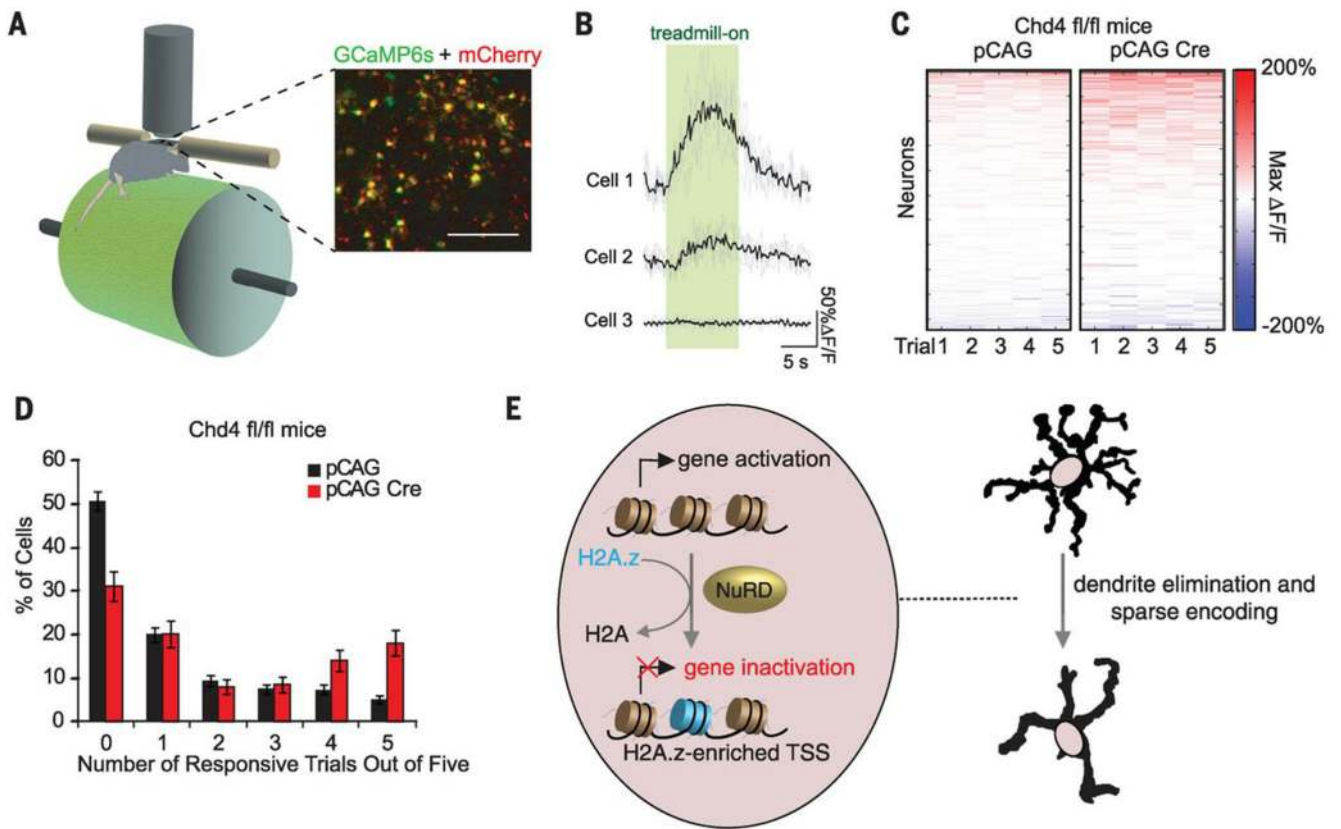 A
GCaMP6s + mCherry
B
treadmill-on
Cell 1
Cell 2
Cell 3
50% ΔF/F
5 s
C
Chd4 fl/fl mice
pCAG
pCAG Cre
Neurons
200%
Max ΔF/F
-200%
Trial 1 2 3 4 5
1 2 3 4 5
D
Chd4 fl/fl mice
pCAG
pCAG Cre
% of Cells
60
50
40
30
20
10
0
0 1 2 3 4 5
Number of Responsive Trials Out of Five
E
gene activation
H2A.z
NuRD
H2A
gene inactivation
H2A.z-enriched TSS
dendrite elimination and
sparse encoding